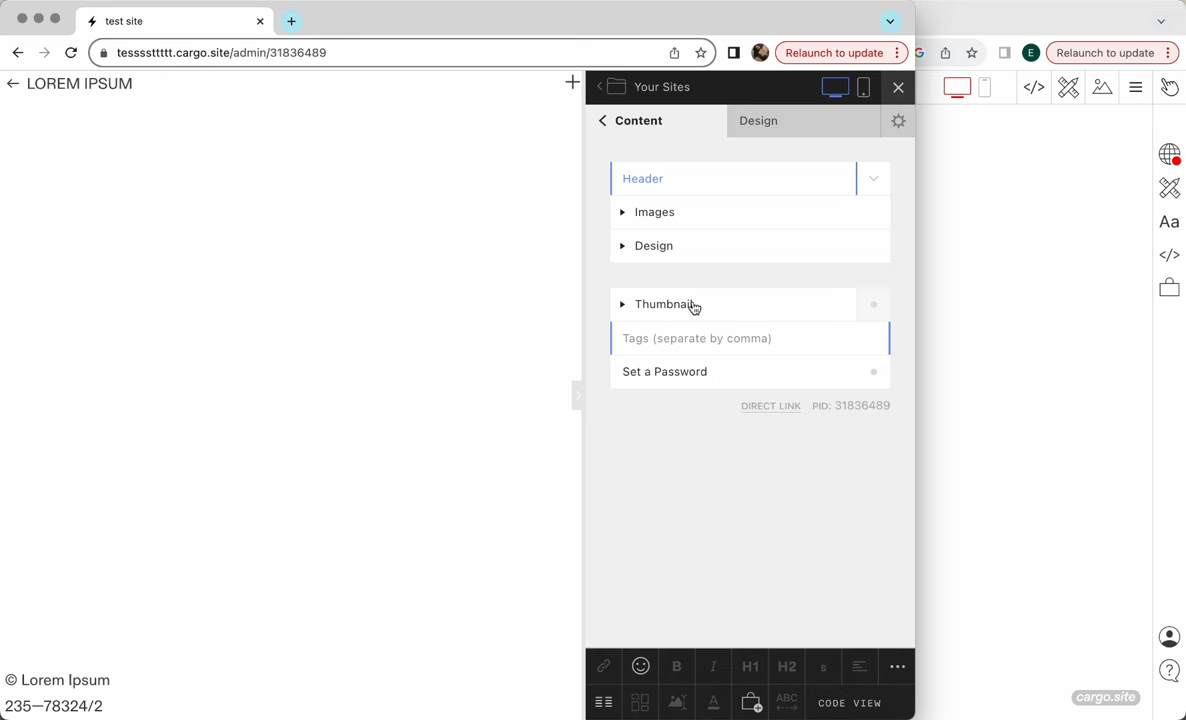 test site
tesssstttt.cargo.site/admin/31836489
Relaunch to update
Relaunch to update
LOREM IPSUM
Your Sites
Content
Design
Header
Images
Design
Thumbnail
Tags (separate by comma)
Set a Password
DIRECT LINK PID: 31836489
B I H1 H2 s
A ABC CODE VIEW
© Lorem Ipsum
235—78324/2
E
</>
Aa
</>
cargo.site